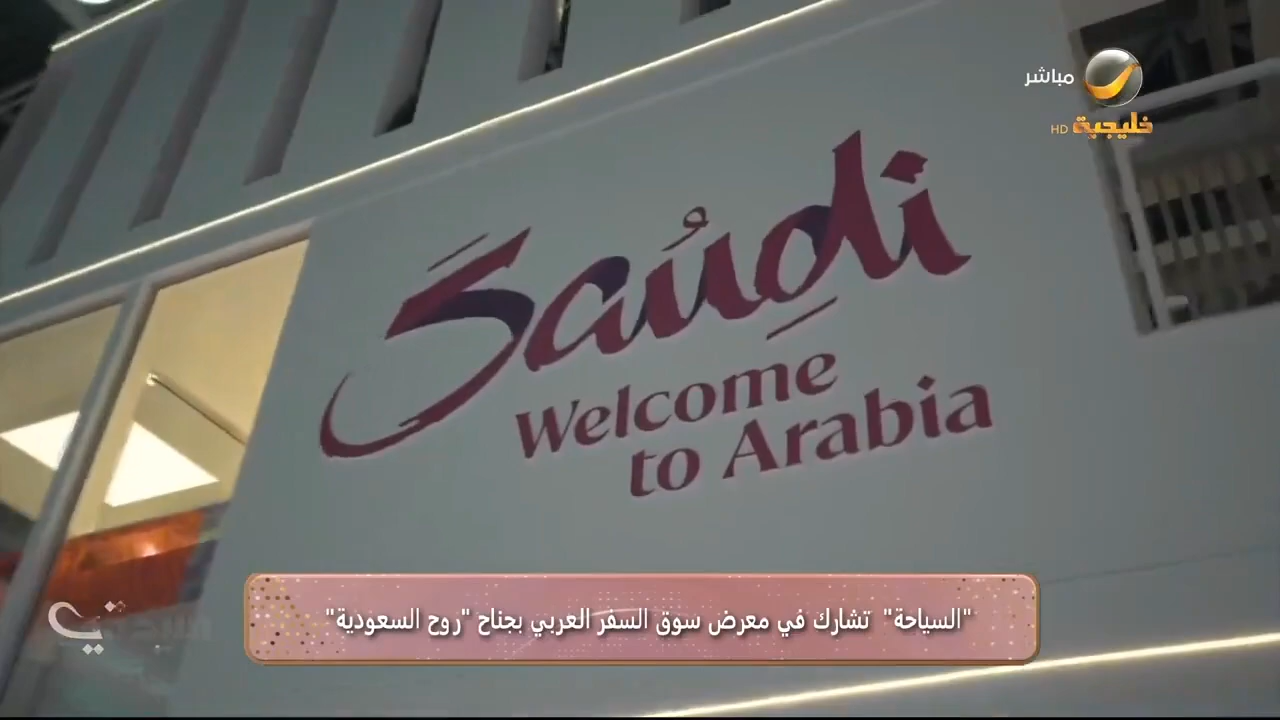 مباشر
خليجية HD
Saudi
Welcome
to Arabia
"السياحة" تشارك في معرض سوق السفر العربي بجناح "روح السعودية"